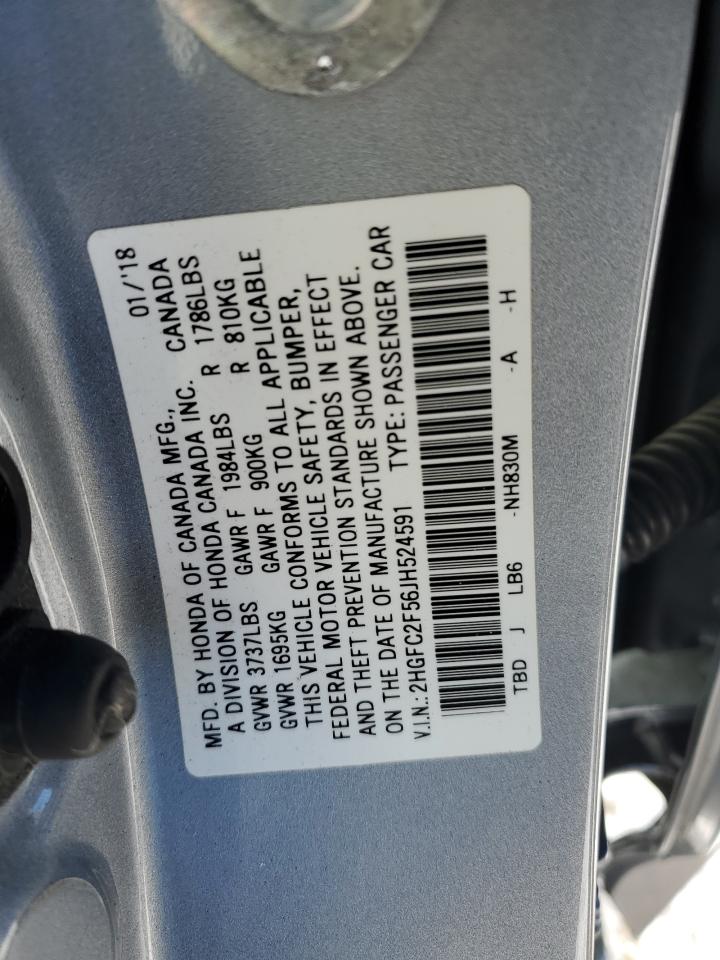 MFD. BY HONDA OF CANADA MFG., 01/'18
A DIVISION OF HONDA CANADA INC. CANADA
GVWR 3737LBS GAWR F 1984LBS R 1786LBS
GVWR 1695KG GAWR F 900KG R 810KG
THIS VEHICLE CONFORMS TO ALL APPLICABLE
FEDERAL MOTOR VEHICLE SAFETY, BUMPER,
AND THEFT PREVENTION STANDARDS IN EFFECT
ON THE DATE OF MANUFACTURE SHOWN ABOVE.
V.I.N.: 2HGFC2F56JH524591 TYPE: PASSENGER CAR
TBD J LB6 -NH830M -A -H